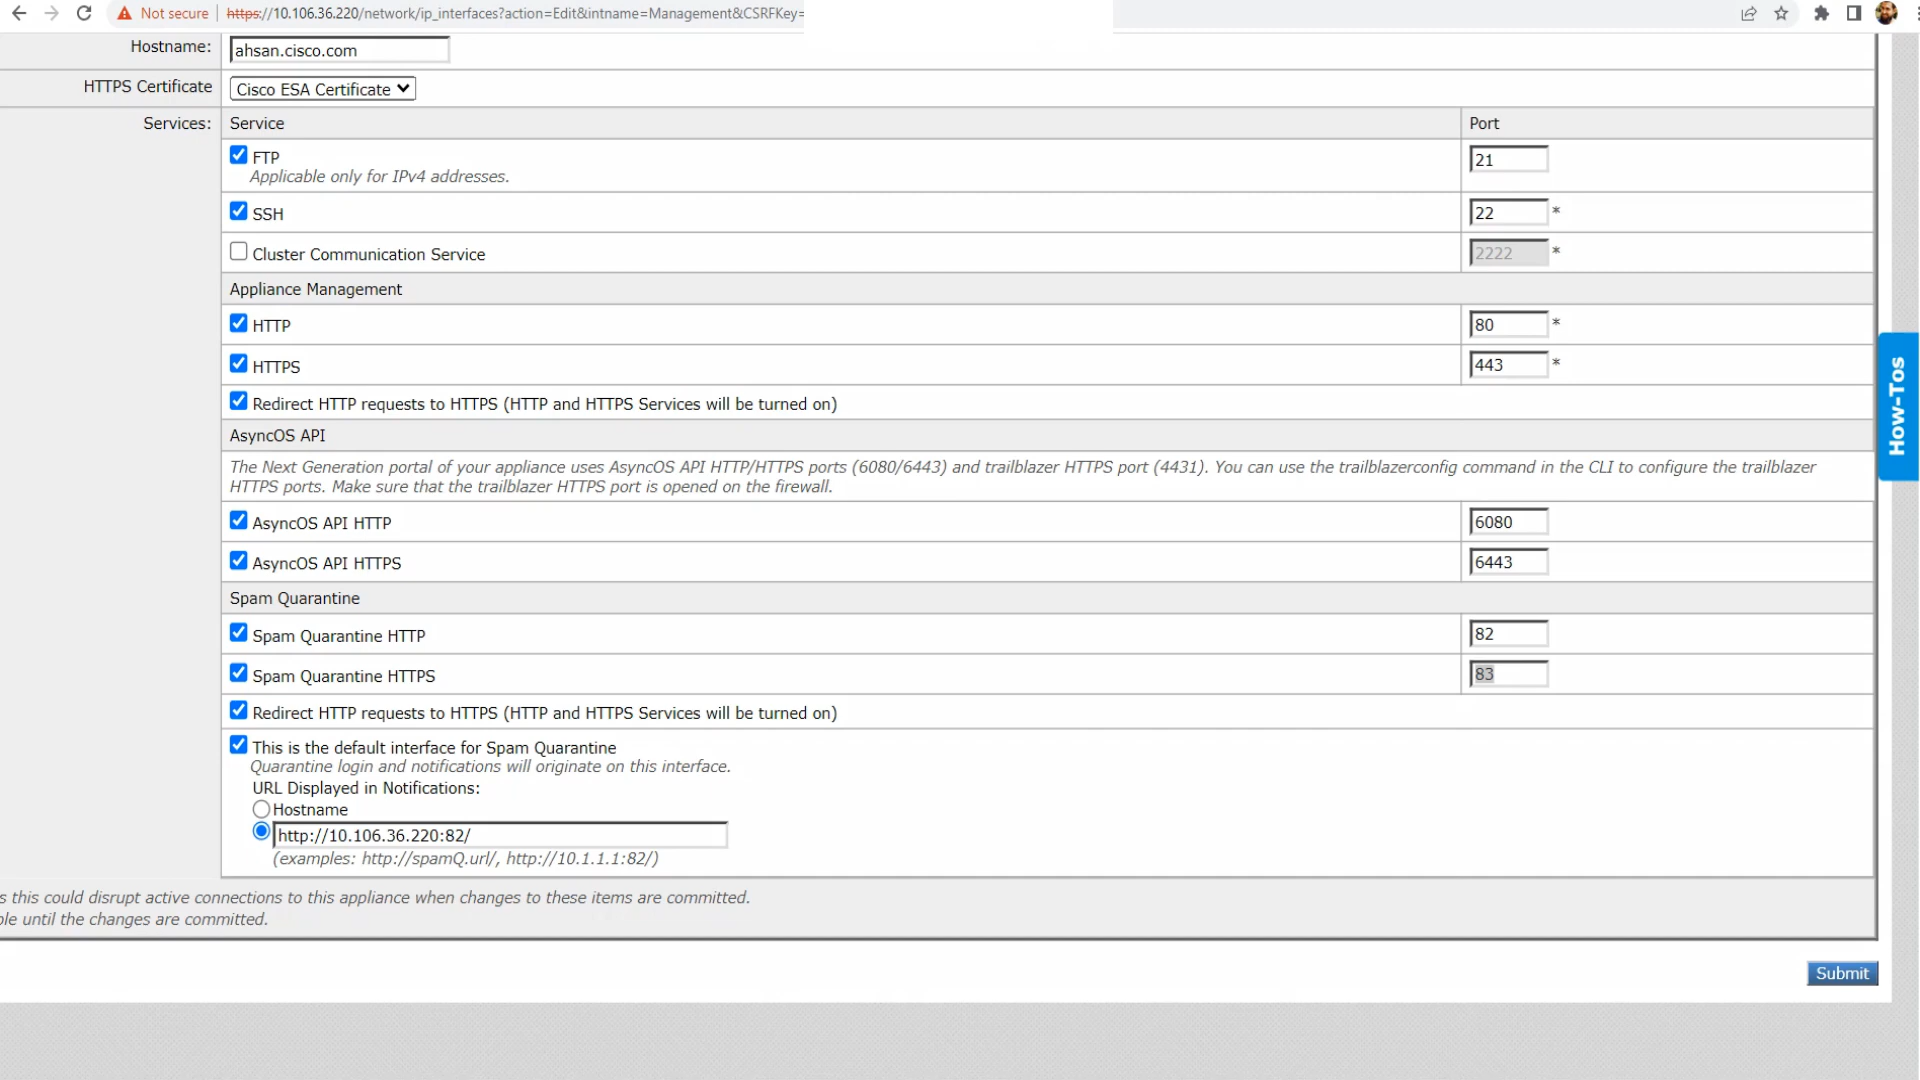 Not secure
https://10.106.36.220/network/ip_interfaces?action=Edit&intname=Management&CSRFKey=
Hostname: ahsan.cisco.com
HTTPS Certificate Cisco ESA Certificate
Services: Service Port
FTP 21
Applicable only for IPv4 addresses.
SSH 22 *
Cluster Communication Service 2222 *
Appliance Management
HTTP 80 *
HTTPS 443 *
Redirect HTTP requests to HTTPS (HTTP and HTTPS Services will be turned on)
AsyncOS API
The Next Generation portal of your appliance uses AsyncOS API HTTP/HTTPS ports (6080/6443) and trailblazer HTTPS port (4431). You can use the trailblazerconfig command in the CLI to configure the trailblazer
HTTPS ports. Make sure that the trailblazer HTTPS port is opened on the firewall.
AsyncOS API HTTP 6080
AsyncOS API HTTPS 6443
Spam Quarantine
Spam Quarantine HTTP 82
Spam Quarantine HTTPS 83
Redirect HTTP requests to HTTPS (HTTP and HTTPS Services will be turned on)
This is the default interface for Spam Quarantine
Quarantine login and notifications will originate on this interface.
URL Displayed in Notifications:
Hostname
http://10.106.36.220:82/
(examples: http://spamQ.url/, http://10.1.1.1:82/)
s this could disrupt active connections to this appliance when changes to these items are committed.
ble until the changes are committed.
Submit
How-Tos